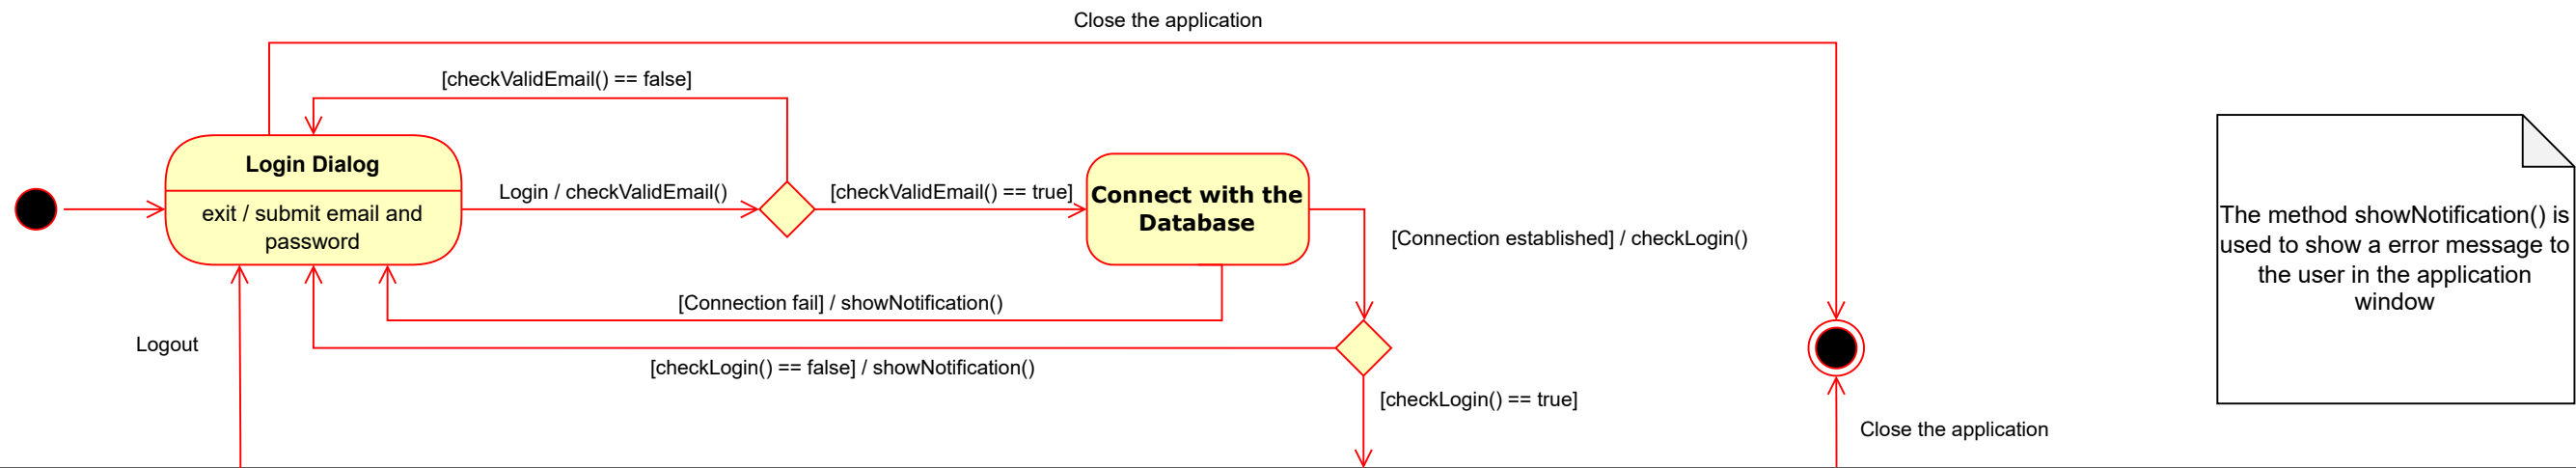 Close the application
[checkValidEmail() == false]
Login Dialog
exit / submit email and
password
Login / checkValidEmail()
[checkValidEmail() == true]
Connect with the
Database
[Connection established] / checkLogin()
The method showNotification() is
used to show a error message to
the user in the application
window
[Connection fail] / showNotification()
Logout
[checkLogin() == false] / showNotification()
[checkLogin() == true]
Close the application